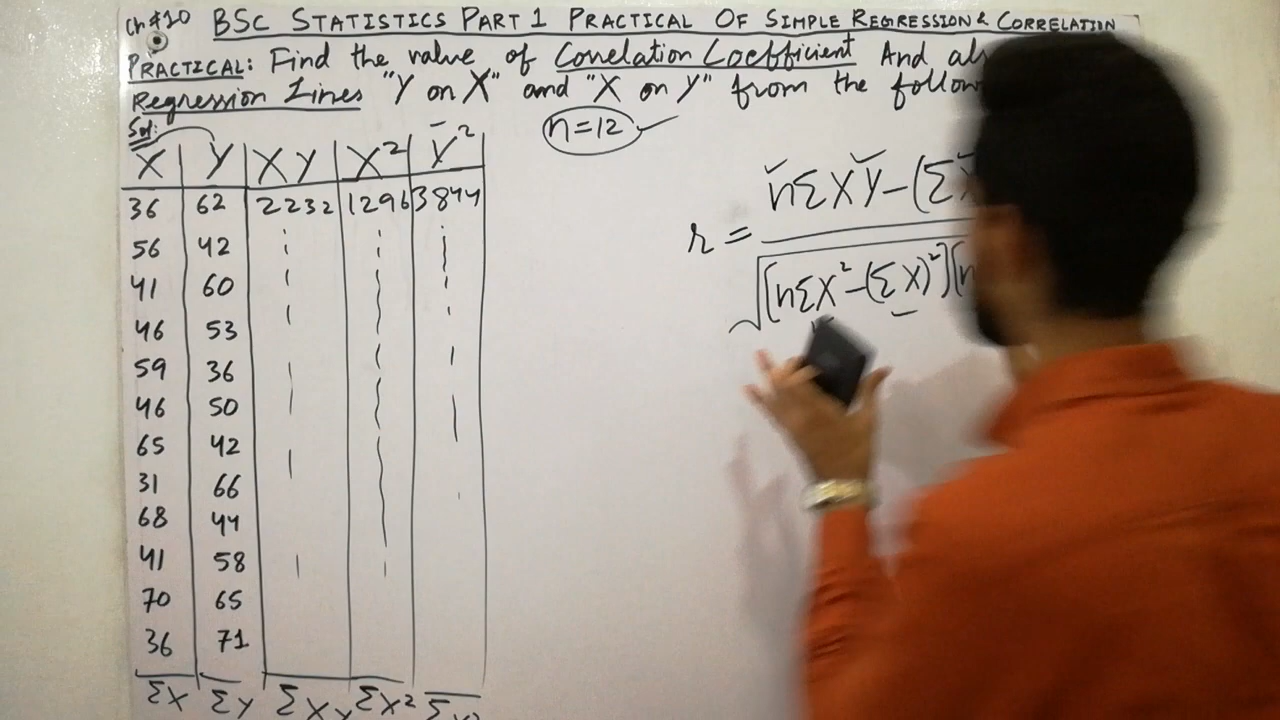 Ch # 10 BSC STATISTICS PART 1 PRACTICAL OF SIMPLE REGRESSION & CORRELATION
PRACTICAL: Find the value of Correlation Coefficient And
Regression Lines "Y on X" and "X on Y" from the
Sol: n=12
X Y XY X² Y²
36 62 2232 1296 3844
56 42
41 60
46 53
59 36
46 50
65 42
31 66
68 44
41 58
70 65
36 71
ΣX ΣY ΣXY ΣX²
nΣXY-(ΣX
r =
√[nΣX²-(ΣX)²][n